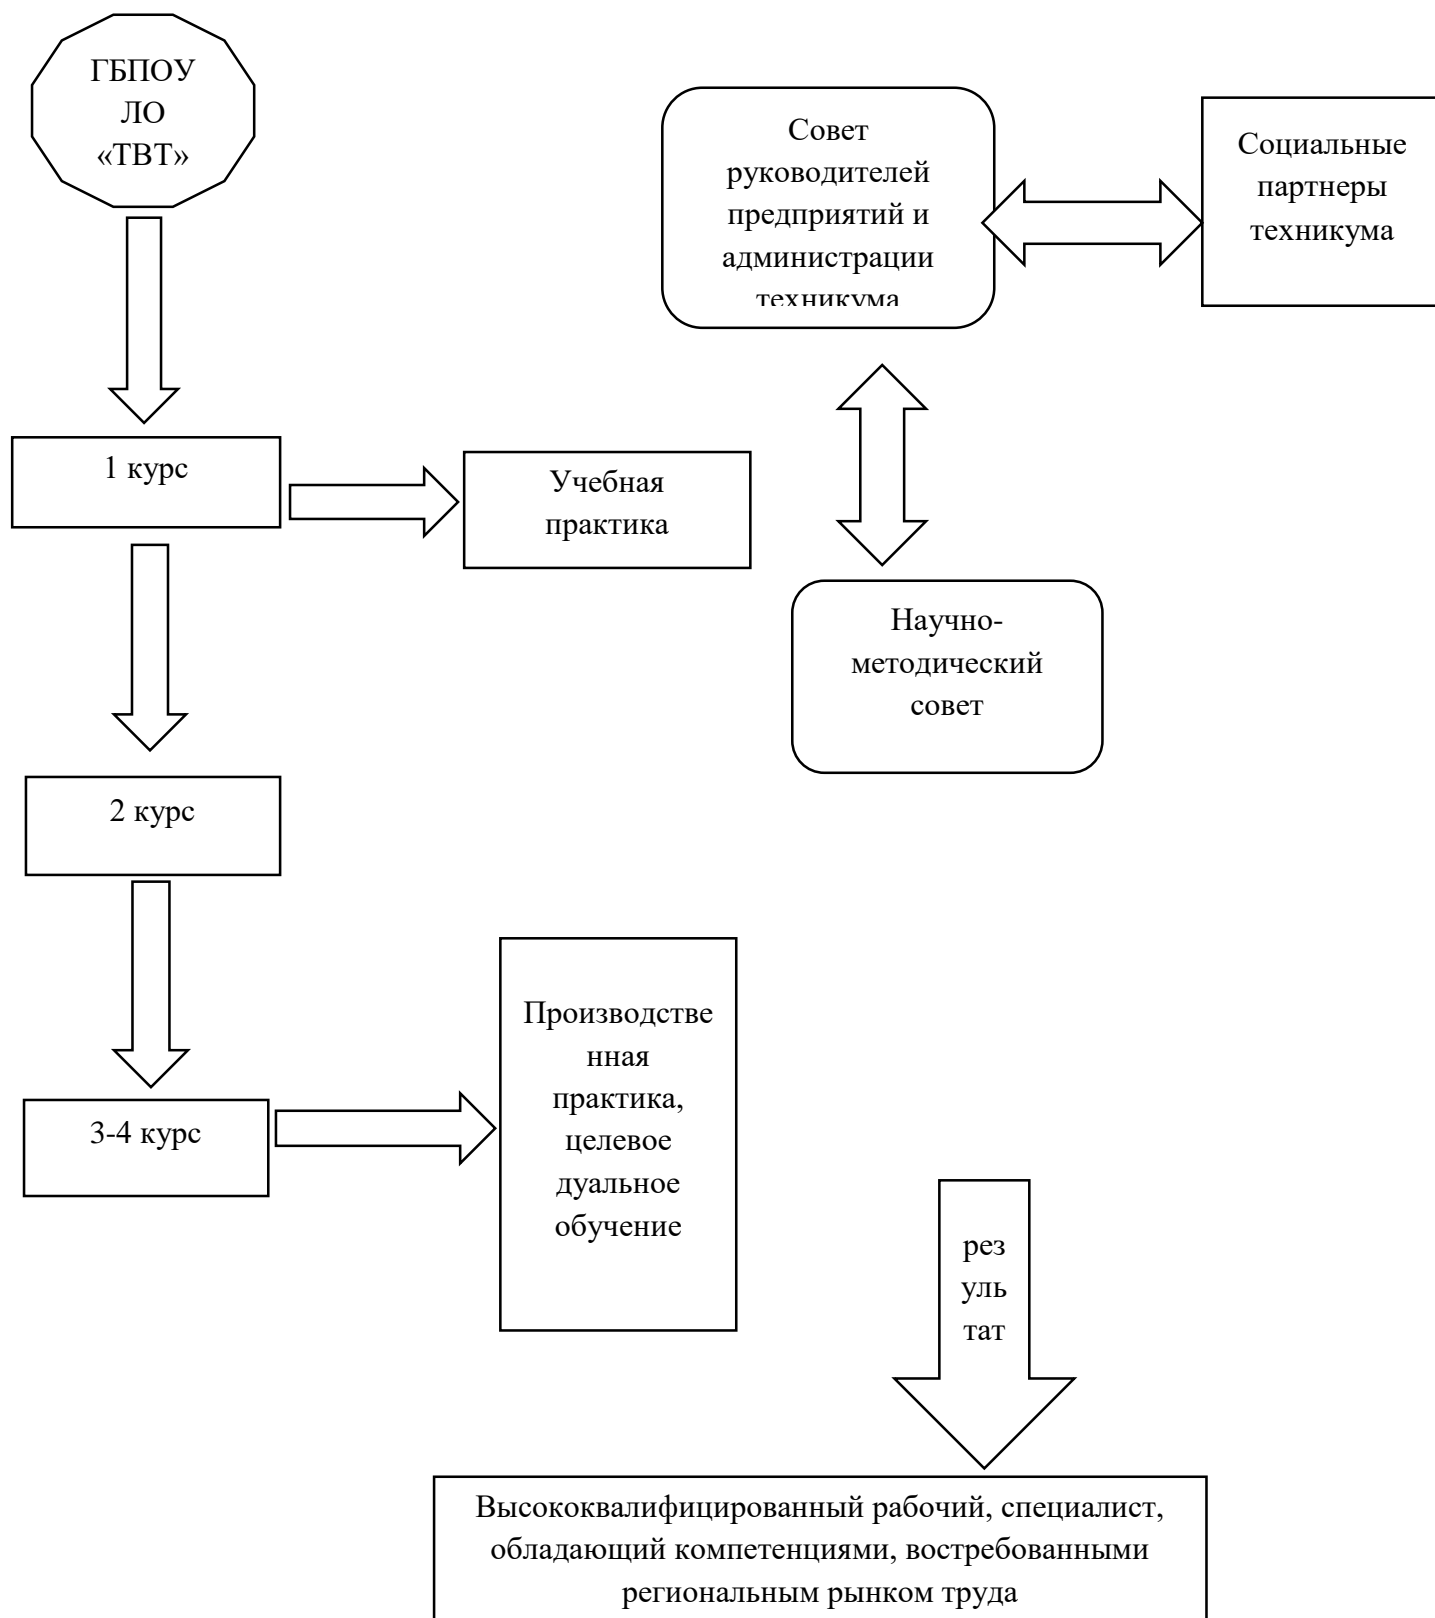 ГБПОУ
ЛО
«ТВТ»
Совет
руководителей
предприятий и
администрации
техникума
Социальные
партнеры
техникума
1 курс
Учебная
практика
Научно-
методический
совет
2 курс
Производстве
нная
практика,
целевое
дуальное
обучение
3-4 курс
рез
уль
тат
Высококвалифицированный рабочий, специалист,
обладающий компетенциями, востребованными
региональным рынком труда